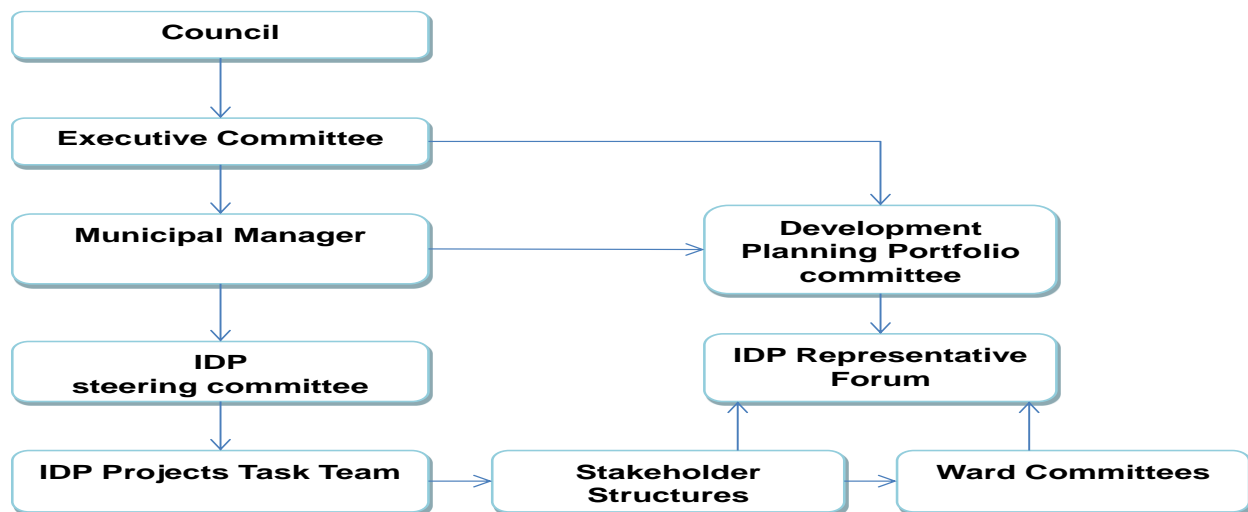 Council
Executive Committee
Municipal Manager
Development
Planning Portfolio
committee
IDP
steering committee
IDP Representative
Forum
IDP Projects Task Team
Stakeholder
Structures
Ward Committees